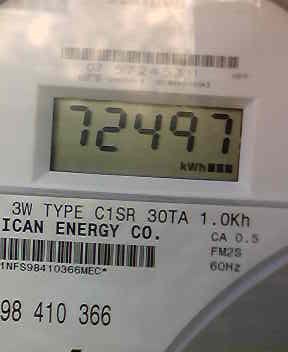 72497
kWh
3W TYPE C1SR 30TA 1.0Kh
ICAN ENERGY CO.
CA 0.5
FM2S
60Hz
1NFS98410366MEC*
98 410 366